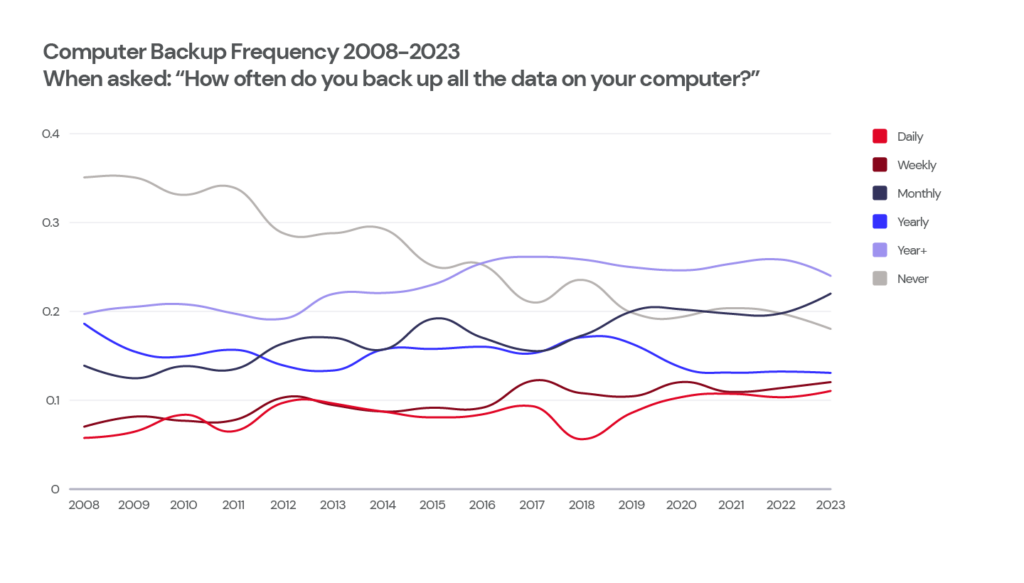 Computer Backup Frequency 2008–2023
When asked: “How often do you back up all the data on your computer?”
0.4
0.3
0.2
0.1
0
2008 2009 2010 2011 2012 2013 2014 2015 2016 2017 2018 2019 2020 2021 2022 2023
Daily
Weekly
Monthly
Yearly
Year+
Never